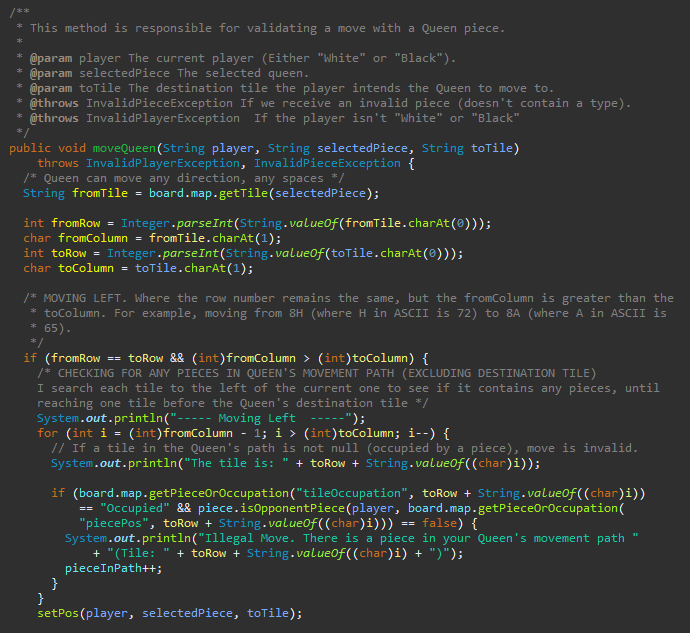 /**
 * This method is responsible for validating a move with a Queen piece.
 *
 * @param player The current player (Either "White" or "Black").
 * @param selectedPiece The selected queen.
 * @param toTile The destination tile the player intends the Queen to move to.
 * @throws InvalidPieceException If we receive an invalid piece (doesn't contain a type).
 * @throws InvalidPlayerException  If the player isn't "White" or "Black"
 */
public void moveQueen(String player, String selectedPiece, String toTile)
    throws InvalidPlayerException, InvalidPieceException {
  /* Queen can move any direction, any spaces */
  String fromTile = board.map.getTile(selectedPiece);

  int fromRow = Integer.parseInt(String.valueOf(fromTile.charAt(0)));
  char fromColumn = fromTile.charAt(1);
  int toRow = Integer.parseInt(String.valueOf(toTile.charAt(0)));
  char toColumn = toTile.charAt(1);

  /* MOVING LEFT. Where the row number remains the same, but the fromColumn is greater than the
   * toColumn. For example, moving from 8H (where H in ASCII is 72) to 8A (where A in ASCII is
   * 65).
   */
  if (fromRow == toRow && (int)fromColumn > (int)toColumn) {
    /* CHECKING FOR ANY PIECES IN QUEEN'S MOVEMENT PATH (EXCLUDING DESTINATION TILE)
    I search each tile to the left of the current one to see if it contains any pieces, until
    reaching one tile before the Queen's destination tile */
    System.out.println("----- Moving Left  -----");
    for (int i = (int)fromColumn - 1; i > (int)toColumn; i--) {
      // If a tile in the Queen's path is not null (occupied by a piece), move is invalid.
      System.out.println("The tile is: " + toRow + String.valueOf((char)i));

      if (board.map.getPieceOrOccupation("tileOccupation", toRow + String.valueOf((char)i))
          == "Occupied" && piece.isOpponentPiece(player, board.map.getPieceOrOccupation(
          "piecePos", toRow + String.valueOf((char)i))) == false) {
        System.out.println("Illegal Move. There is a piece in your Queen's movement path "
            + "(Tile: " + toRow + String.valueOf((char)i) + ")");
        pieceInPath++;
      }
    }
    setPos(player, selectedPiece, toTile);